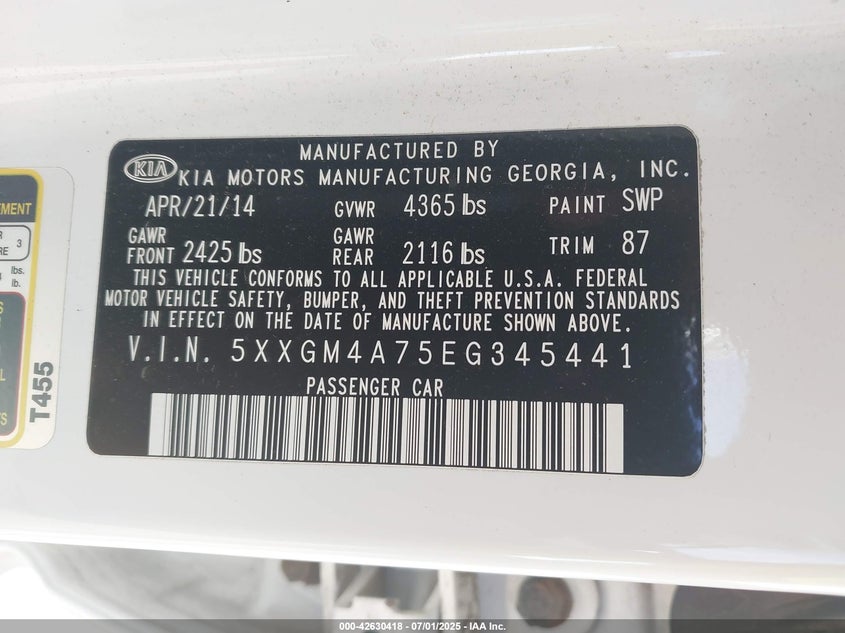 MANUFACTURED BY
KIA KIA MOTORS MANUFACTURING GEORGIA, INC.
APR/21/14 GVWR 4365 lbs PAINT SWP
GAWR FRONT 2425 lbs GAWR REAR 2116 lbs TRIM 87
THIS VEHICLE CONFORMS TO ALL APPLICABLE U.S.A. FEDERAL
MOTOR VEHICLE SAFETY, BUMPER, AND THEFT PREVENTION STANDARDS
IN EFFECT ON THE DATE OF MANUFACTURE SHOWN ABOVE.
V.I.N. 5XXGM4A75EG345441
PASSENGER CAR
3
lbs.
lb.
T455
000-42630418 - 07/01/2025 - IAA Inc.